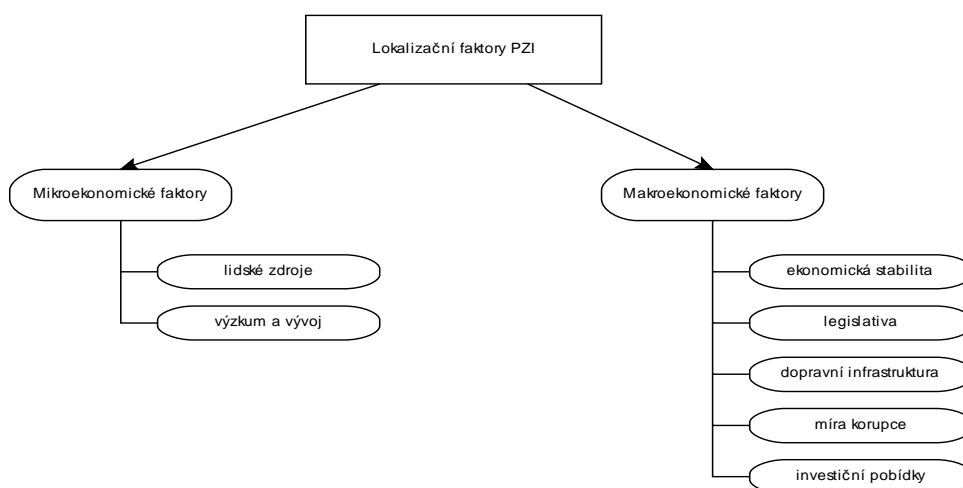 Lokalizační faktory PZI
Mikroekonomické faktory
lidské zdroje
výzkum a vývoj
Makroekonomické faktory
ekonomická stabilita
legislativa
dopravní infrastruktura
míra korupce
investiční pobídky